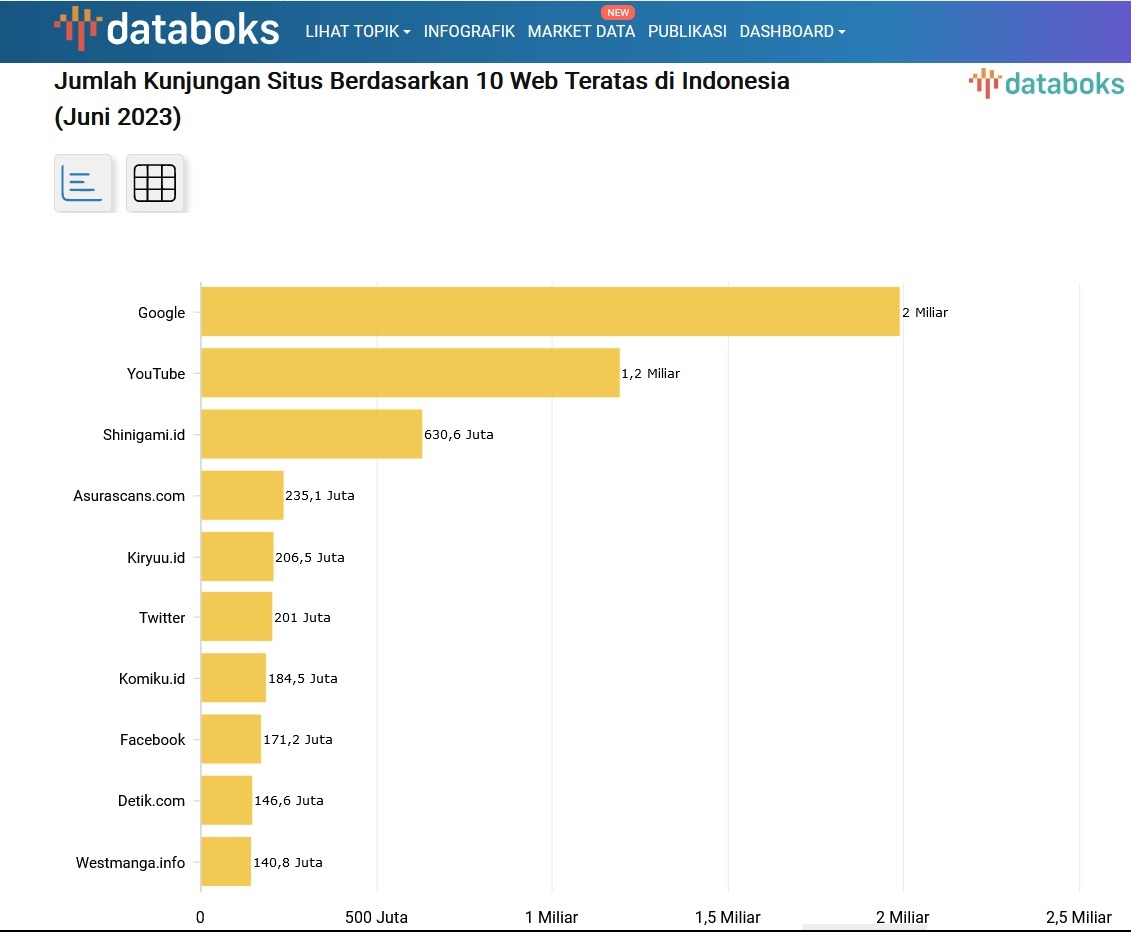 databoks
LIHAT TOPIK
INFOGRAFIK
NEW
MARKET DATA
PUBLIKASI
DASHBOARD
Jumlah Kunjungan Situs Berdasarkan 10 Web Teratas di Indonesia
(Juni 2023)
databoks
Google 2 Miliar
YouTube 1,2 Miliar
Shinigami.id 630,6 Juta
Asurascans.com 235,1 Juta
Kiryuu.id 206,5 Juta
Twitter 201 Juta
Komiku.id 184,5 Juta
Facebook 171,2 Juta
Detik.com 146,6 Juta
Westmanga.info 140,8 Juta
0 500 Juta 1 Miliar 1,5 Miliar 2 Miliar 2,5 Miliar